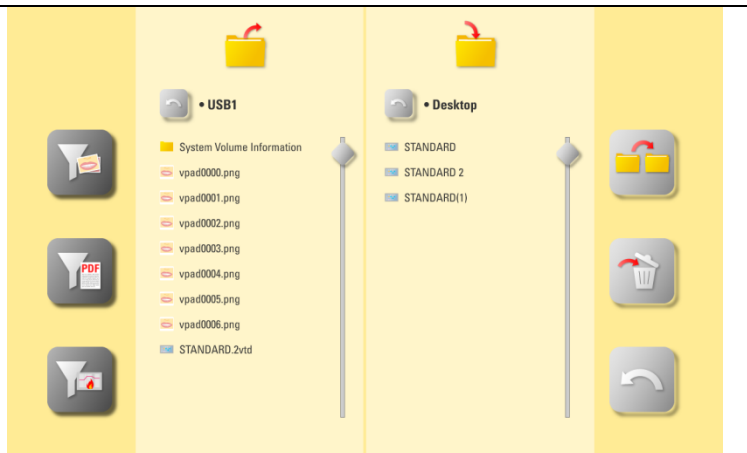 • USB1
System Volume Information
vpad0000.png
vpad0001.png
vpad0002.png
vpad0003.png
vpad0004.png
vpad0005.png
vpad0006.png
STANDARD.2vtd
• Desktop
STANDARD
STANDARD 2
STANDARD(1)
PDF